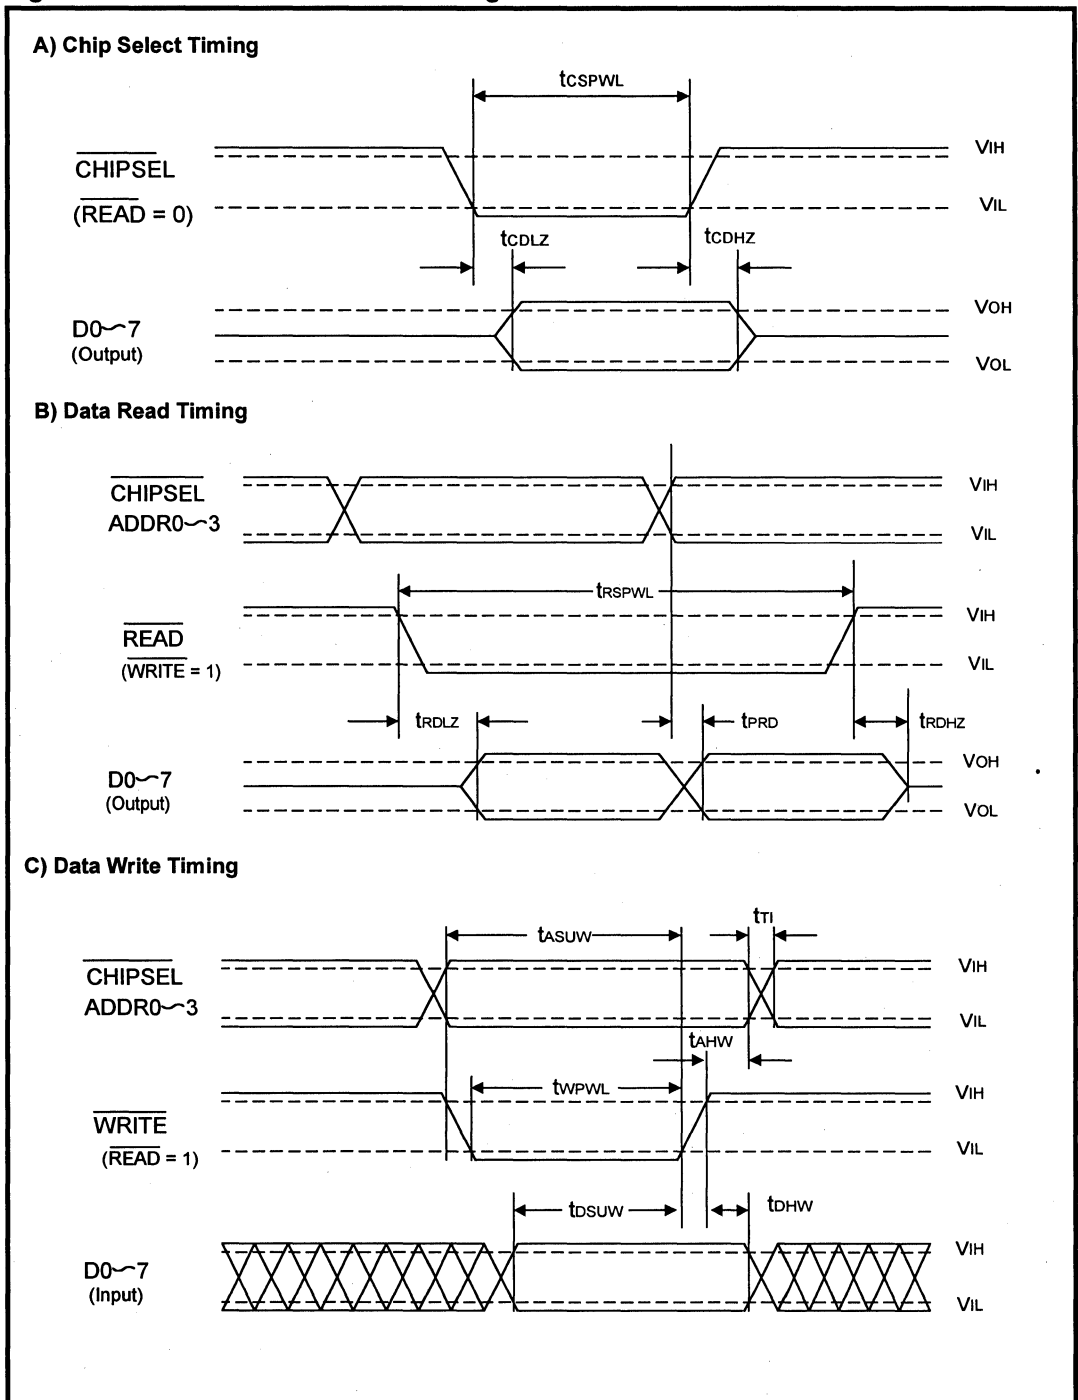 A) Chip Select Timing
tCSPWL
CHIPSEL
VIH
(READ = 0)
VIL
tCDLZ
tCDHZ
D0~7
VOH
(Output)
VOL
B) Data Read Timing
CHIPSEL
VIH
ADDR0~3
VIL
tRSPWL
READ
VIH
(WRITE = 1)
VIL
tRDLZ
tPRD
tRDHZ
D0~7
VOH
(Output)
VOL
C) Data Write Timing
tASUW
tTI
CHIPSEL
VIH
ADDR0~3
VIL
tAHW
tWPWL
WRITE
VIH
(READ = 1)
VIL
tDSUW
tDHW
D0~7
VIH
(Input)
VIL